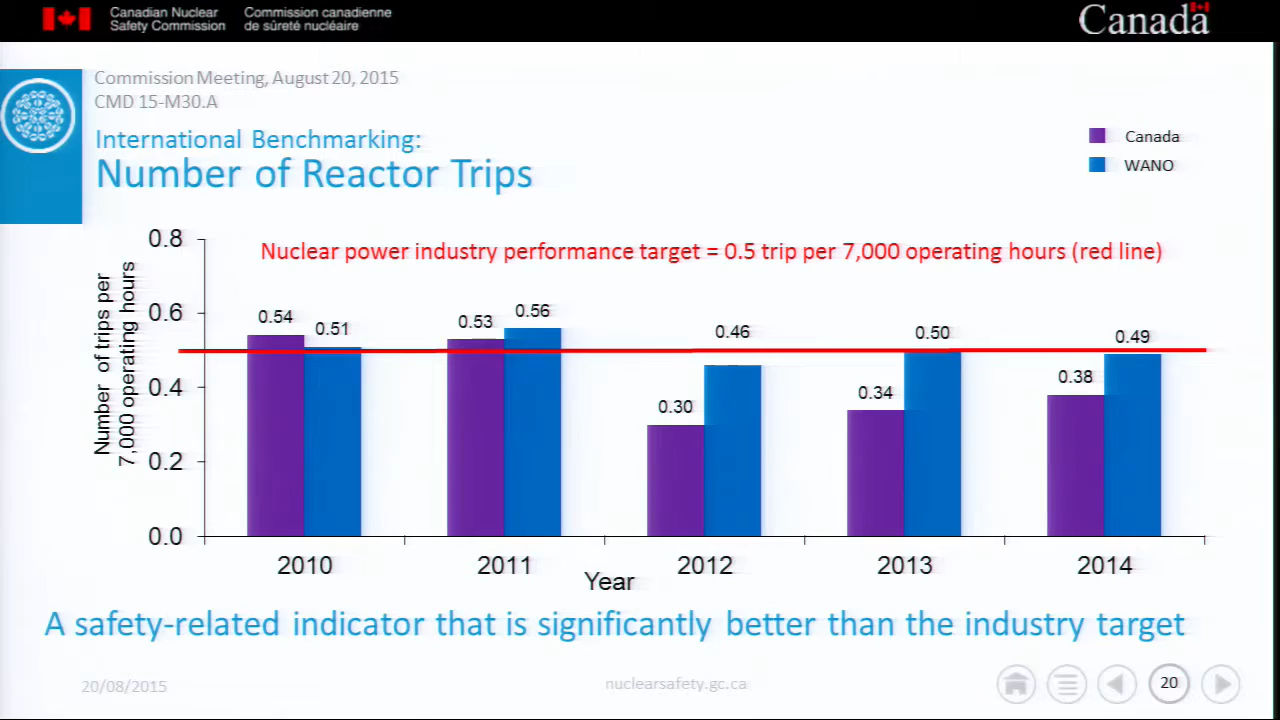 Canadian Nuclear
Safety Commission
Commission canadienne
de sûreté nucléaire
Canada
Commission Meeting, August 20, 2015
CMD 15-M30.A
International Benchmarking:
Number of Reactor Trips
Canada
WANO
Nuclear power industry performance target = 0.5 trip per 7,000 operating hours (red line)
Number of trips per
7,000 operating hours
0.8
0.6
0.4
0.2
0.0
0.54
0.51
0.53
0.56
0.30
0.46
0.34
0.50
0.38
0.49
2010
2011
2012
2013
2014
Year
A safety-related indicator that is significantly better than the industry target
20/08/2015
nuclearsafety.gc.ca
20